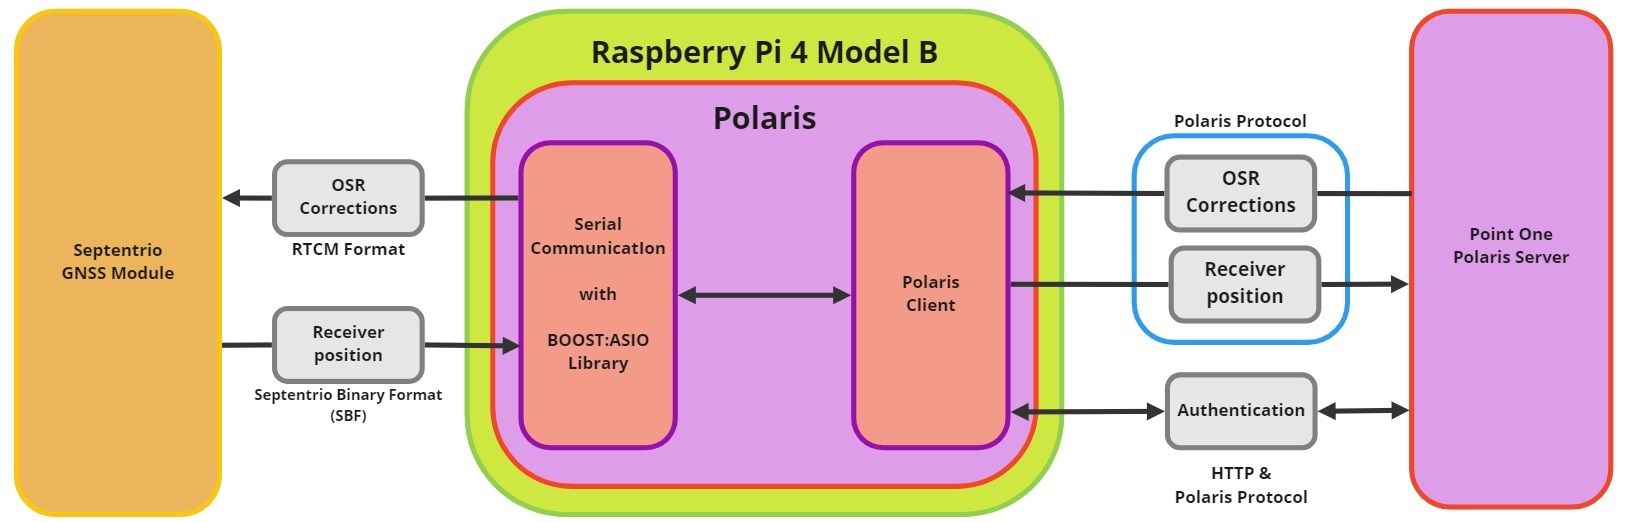 Raspberry Pi 4 Model B
Polaris
Septentrio
GNSS Module
OSR
Corrections
RTCM Format
Receiver
position
Septentrio Binary Format
(SBF)
Serial
CommunicatIon
with
BOOST:ASIO
Library
Polaris
Client
Polaris Protocol
OSR
Corrections
Receiver
position
Authentication
HTTP &
Polaris Protocol
Point One
Polaris Server